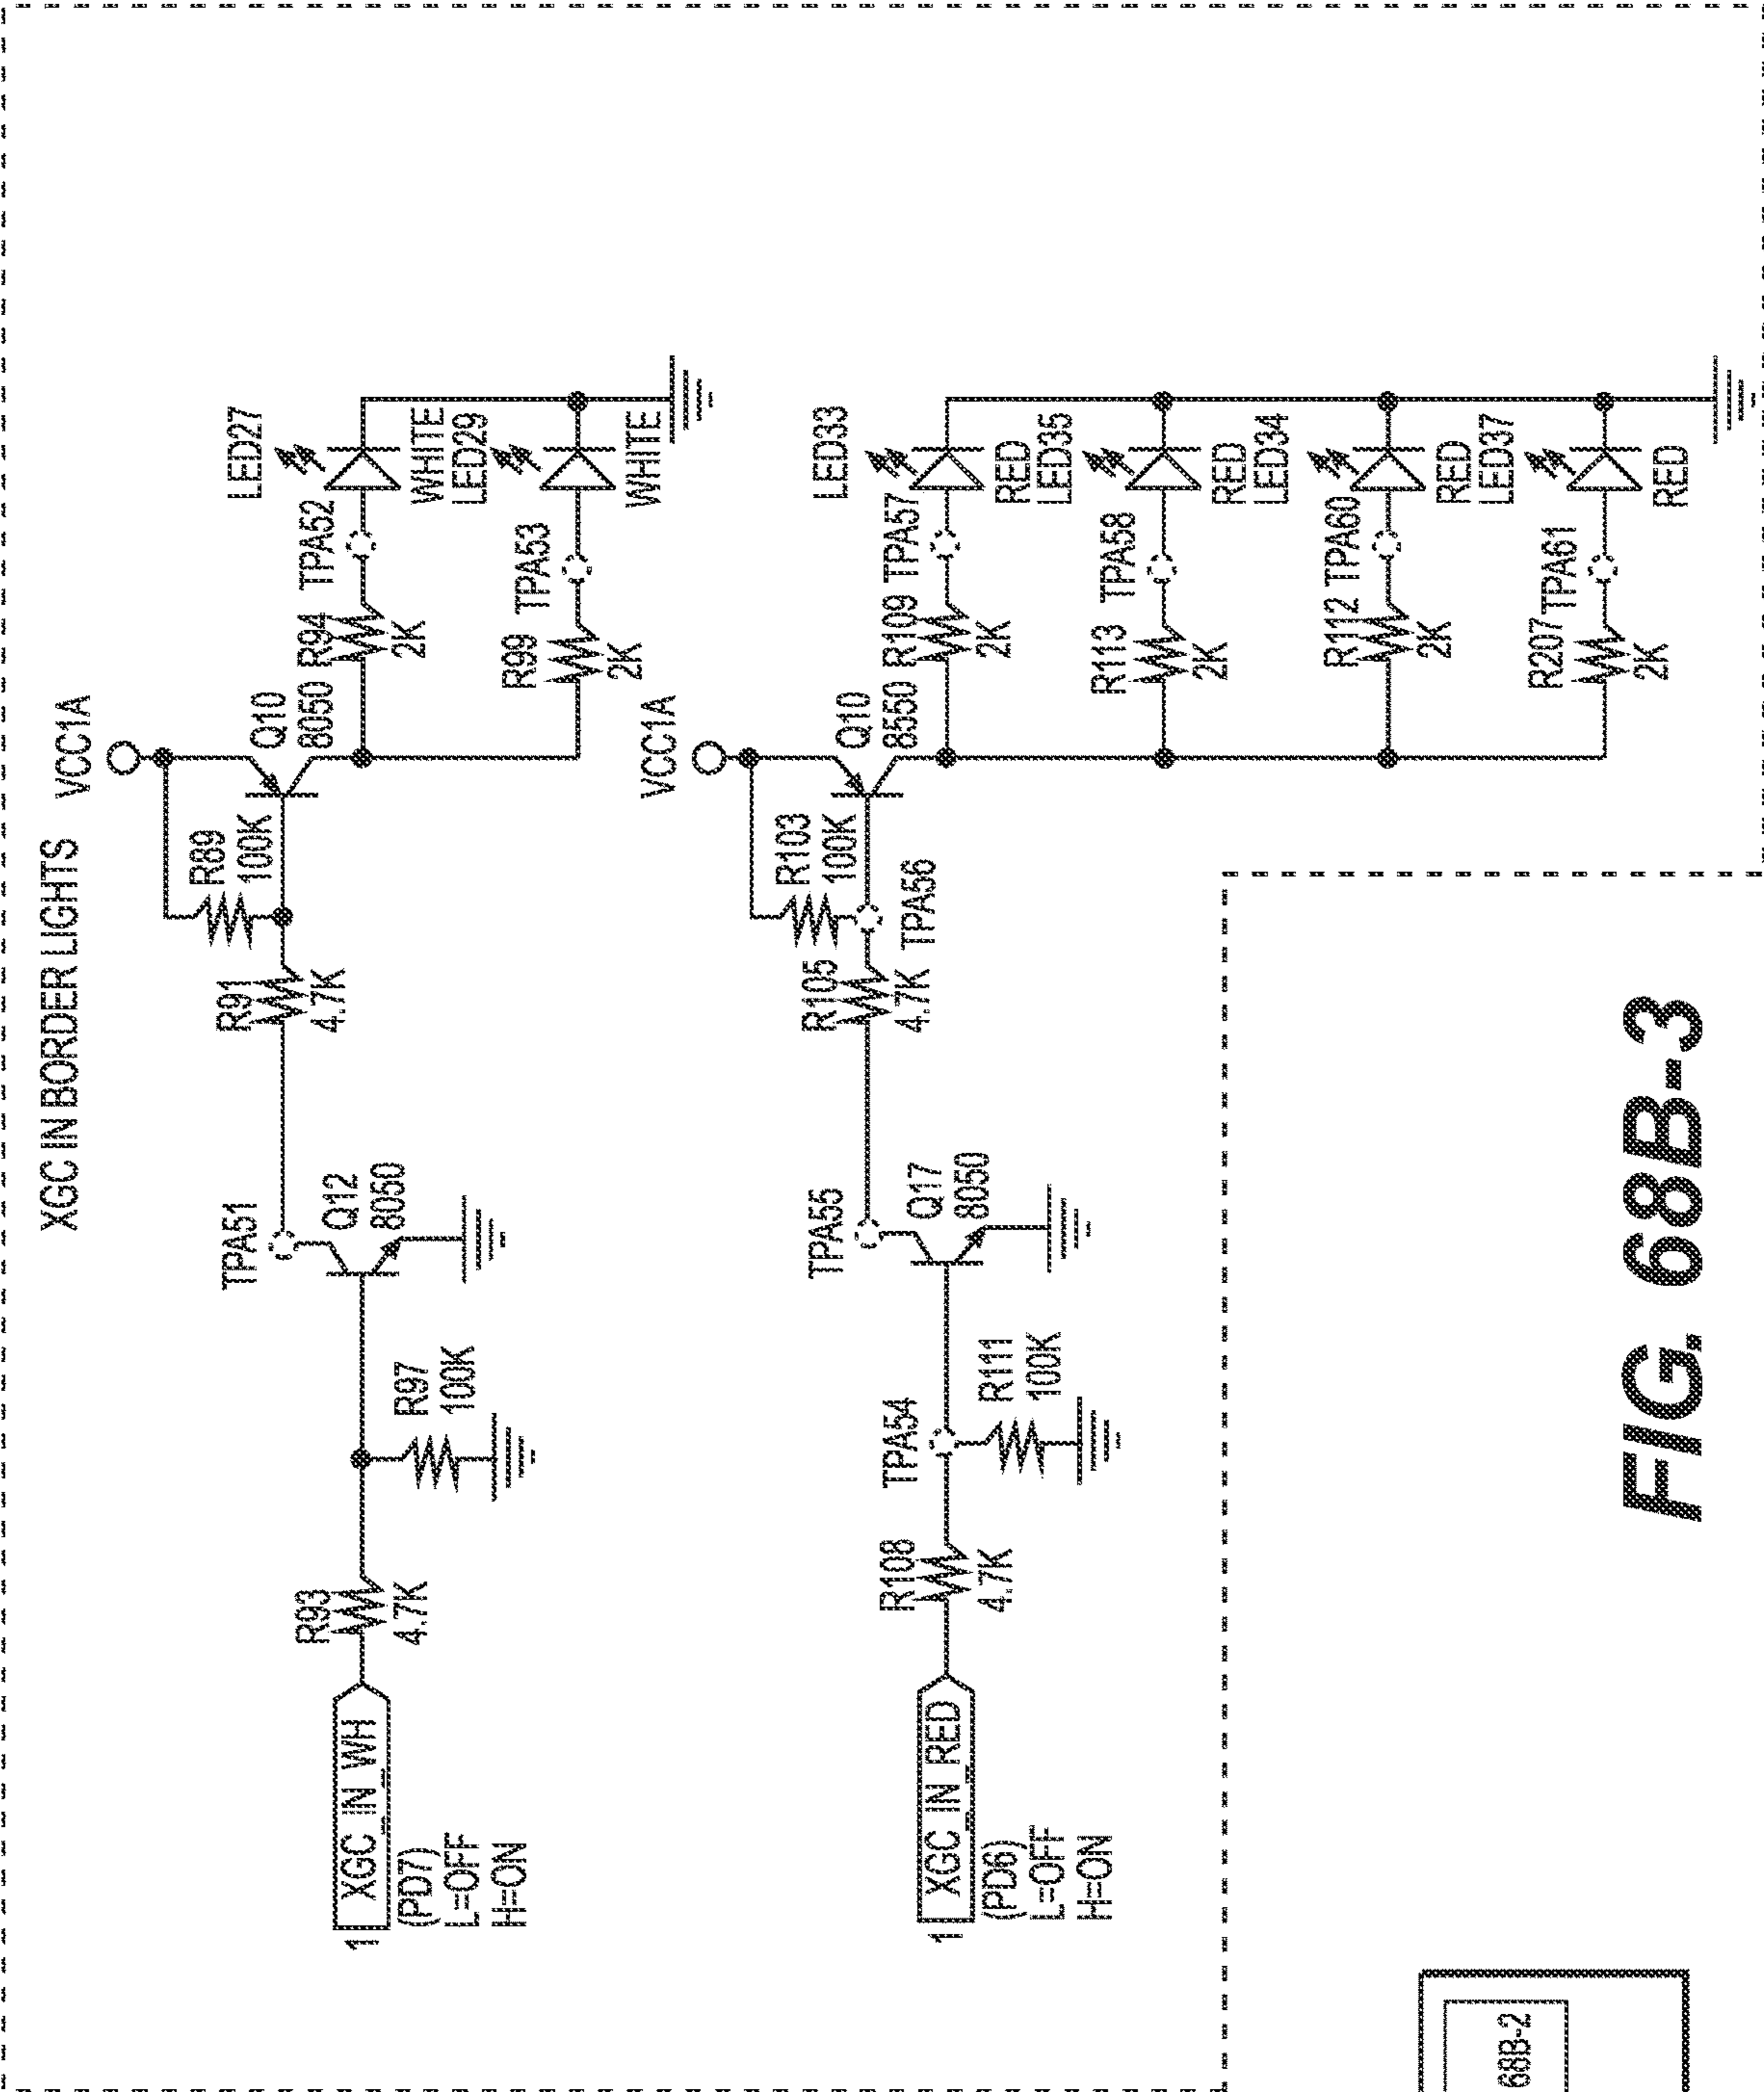 XGC IN BORDER LIGHTS
VCC1A
R89
100K
Q10
8050
R91
4.7K
TPA51
Q12
8050
R93
4.7K
R97
100K
1
XGC_IN_WH
(PD7)
L=OFF
H=ON
R94
2K
TPA52
LED27
WHITE
R99
2K
TPA53
LED29
WHITE
VCC1A
R103
100K
Q10
8550
R105
4.7K
TPA56
TPA55
Q17
8050
TPA54
R108
4.7K
R111
100K
1
XGC_IN_RED
(PD6)
L=OFF
H=ON
R109
2K
TPA57
LED33
RED
R113
2K
TPA58
LED35
RED
R112
2K
TPA60
LED34
RED
R207
2K
TPA61
LED37
RED
68B-2
FIG. 68B-3